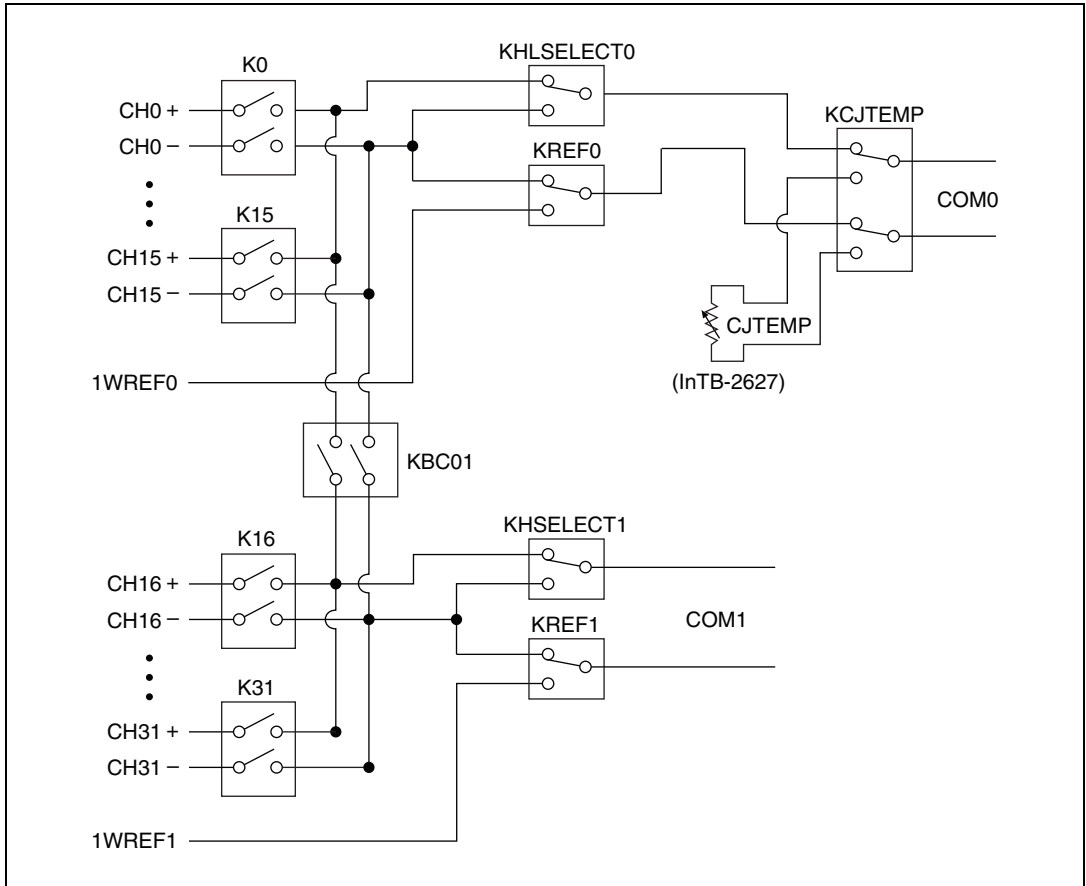 K0
KHLSELECT0
CH0 +
CH0 −
KREF0
KCJTEMP
COM0
K15
CH15 +
CH15 −
CJTEMP
(InTB-2627)
1WREF0
KBC01
K16
KHSELECT1
CH16 +
CH16 −
KREF1
COM1
K31
CH31 +
CH31 −
1WREF1